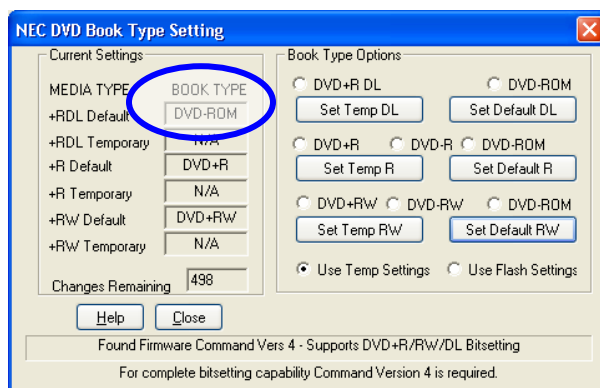 NEC DVD Book Type Setting
Current Settings
MEDIA TYPE BOOK TYPE
+RDL Default DVD-ROM
+RDL Temporary N/A
+R Default DVD+R
+R Temporary N/A
+RW Default DVD+RW
+RW Temporary N/A
Changes Remaining 498
Book Type Options
DVD+R DL DVD-ROM
Set Temp DL Set Default DL
DVD+R DVD-R DVD-ROM
Set Temp R Set Default R
DVD+RW DVD-RW DVD-ROM
Set Temp RW Set Default RW
Use Temp Settings Use Flash Settings
Help Close
Found Firmware Command Vers 4 - Supports DVD+R/RW/DL Bitsetting
For complete bitsetting capability Command Version 4 is required.